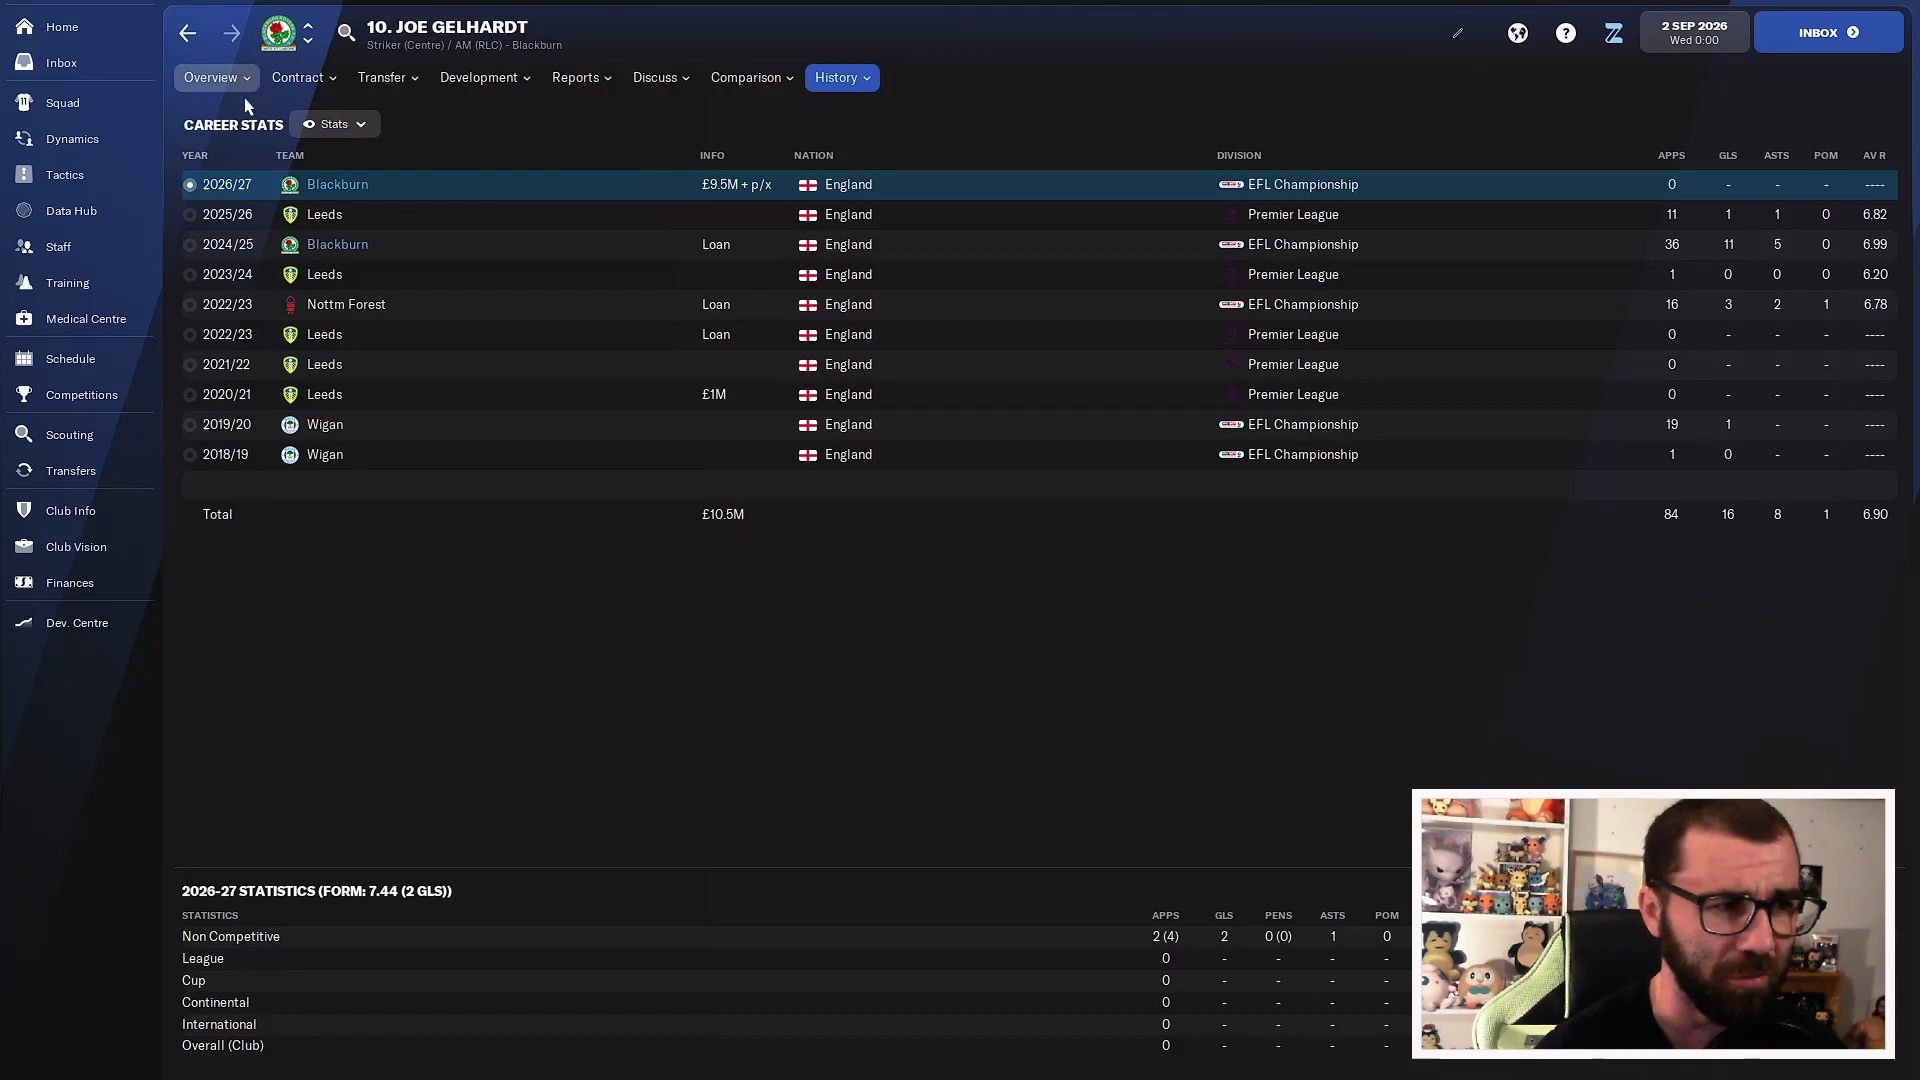 Home
Inbox
Squad
Dynamics
Tactics
Data Hub
Staff
Training
Medical Centre
Schedule
Competitions
Scouting
Transfers
Club Info
Club Vision
Finances
Dev. Centre
10. JOE GELHARDT
Striker (Centre) / AM (RLC) - Blackburn
2 SEP 2026
Wed 0:00
INBOX
Overview Contract Transfer Development Reports Discuss Comparison History
CAREER STATS Stats
YEAR TEAM INFO NATION DIVISION APPS GLS ASTS POM AV R
2026/27 Blackburn £9.5M + p/x England EFL Championship 0 - - - ----
2025/26 Leeds England Premier League 11 1 1 0 6.82
2024/25 Blackburn Loan England EFL Championship 36 11 5 0 6.99
2023/24 Leeds England Premier League 1 0 0 0 6.20
2022/23 Nottm Forest Loan England EFL Championship 16 3 2 1 6.78
2022/23 Leeds Loan England Premier League 0 - - - ----
2021/22 Leeds England Premier League 0 - - - ----
2020/21 Leeds £1M England Premier League 0 - - - ----
2019/20 Wigan England EFL Championship 19 1 - - ----
2018/19 Wigan England EFL Championship 1 0 - - ----
Total £10.5M 84 16 8 1 6.90
2026-27 STATISTICS (FORM: 7.44 (2 GLS))
STATISTICS APPS GLS PENS ASTS POM
Non Competitive 2 (4) 2 0 (0) 1 0
League 0 - - - -
Cup 0 - - - -
Continental 0 - - - -
International 0 - - - -
Overall (Club) 0 - - - -